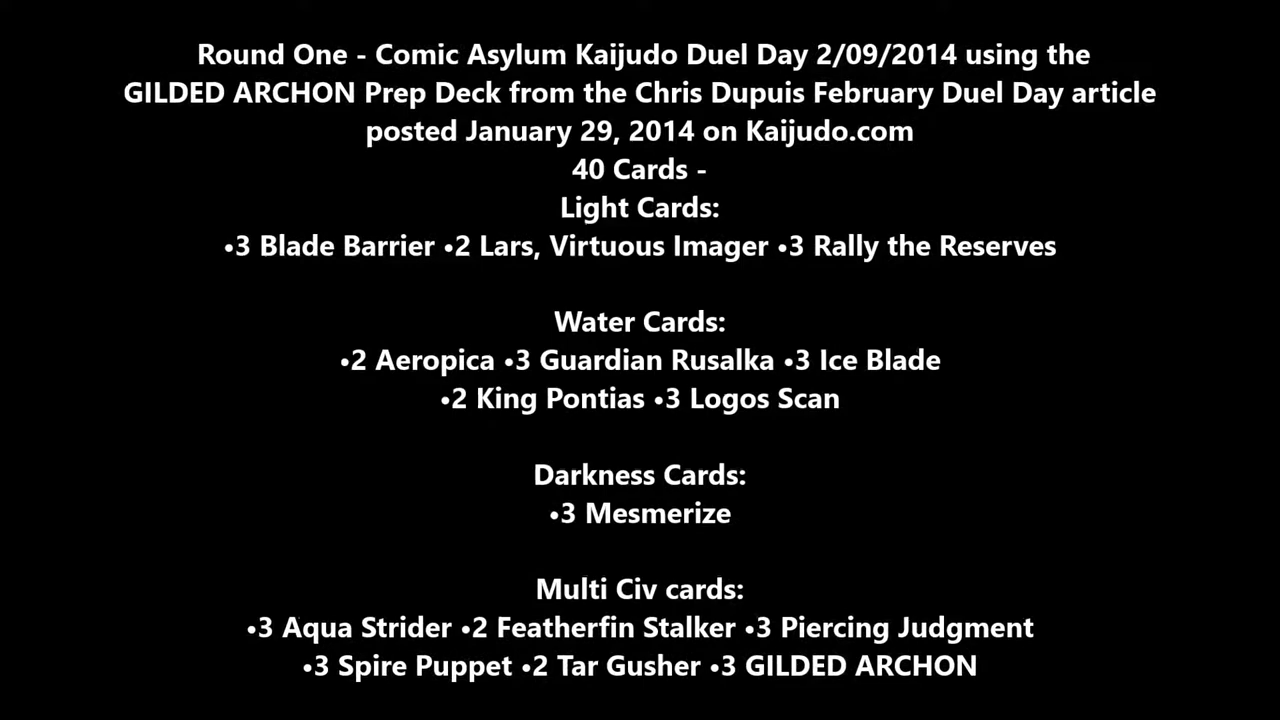 Round One - Comic Asylum Kaijudo Duel Day 2/09/2014 using the
GILDED ARCHON Prep Deck from the Chris Dupuis February Duel Day article
posted January 29, 2014 on Kaijudo.com
40 Cards -
Light Cards:
•3 Blade Barrier •2 Lars, Virtuous Imager •3 Rally the Reserves
Water Cards:
•2 Aeropica •3 Guardian Rusalka •3 Ice Blade
•2 King Pontias •3 Logos Scan
Darkness Cards:
•3 Mesmerize
Multi Civ cards:
•3 Aqua Strider •2 Featherfin Stalker •3 Piercing Judgment
•3 Spire Puppet •2 Tar Gusher •3 GILDED ARCHON